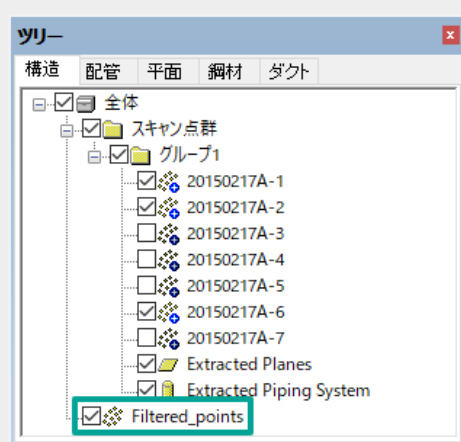 ツリー
構造 配管 平面 鋼材 ダクト
全体
スキャン点群
グループ1
20150217A-1
20150217A-2
20150217A-3
20150217A-4
20150217A-5
20150217A-6
20150217A-7
Extracted Planes
Extracted Piping System
Filtered_points